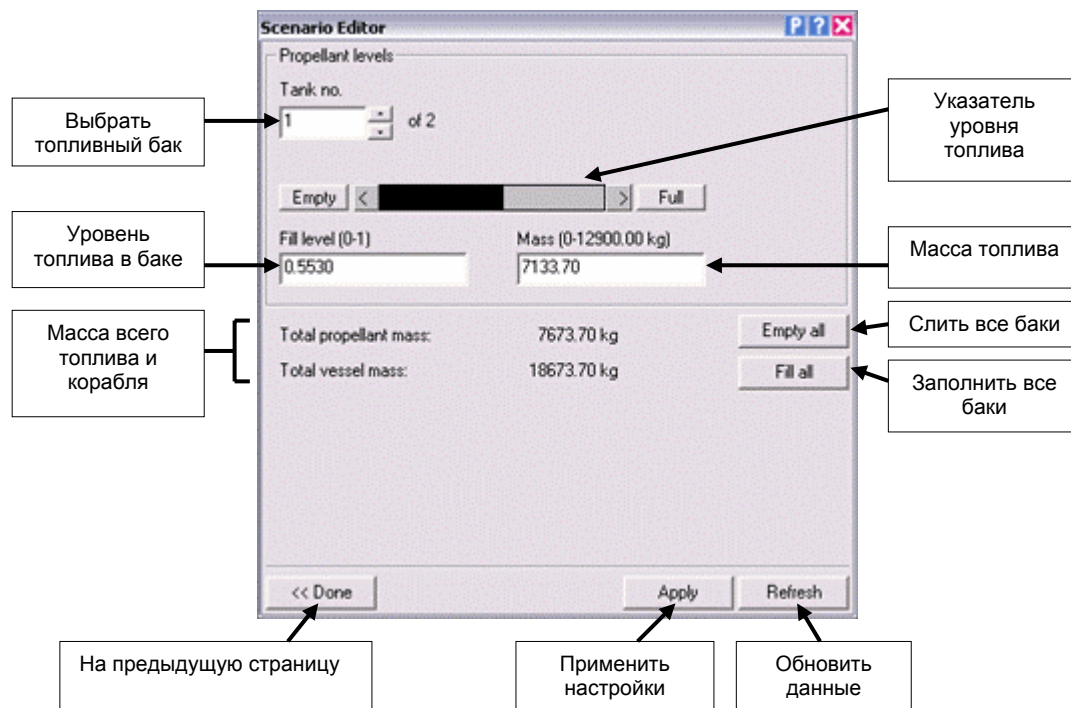 Scenario Editor
P ? X
Propellant levels
Tank no.
1 of 2
Выбрать
топливный бак
Указатель
уровня
топлива
Empty < > Full
Уровень
топлива в баке
Fill level (0-1)
0.5530
Mass (0-12900.00 kg)
7133.70
Масса топлива
Масса всего
топлива и
корабля
Total propellant mass: 7673.70 kg
Total vessel mass: 18673.70 kg
Empty all
Fill all
Слить все баки
Заполнить все
баки
<< Done
Apply
Refresh
На предыдущую страницу
Применить
настройки
Обновить
данные